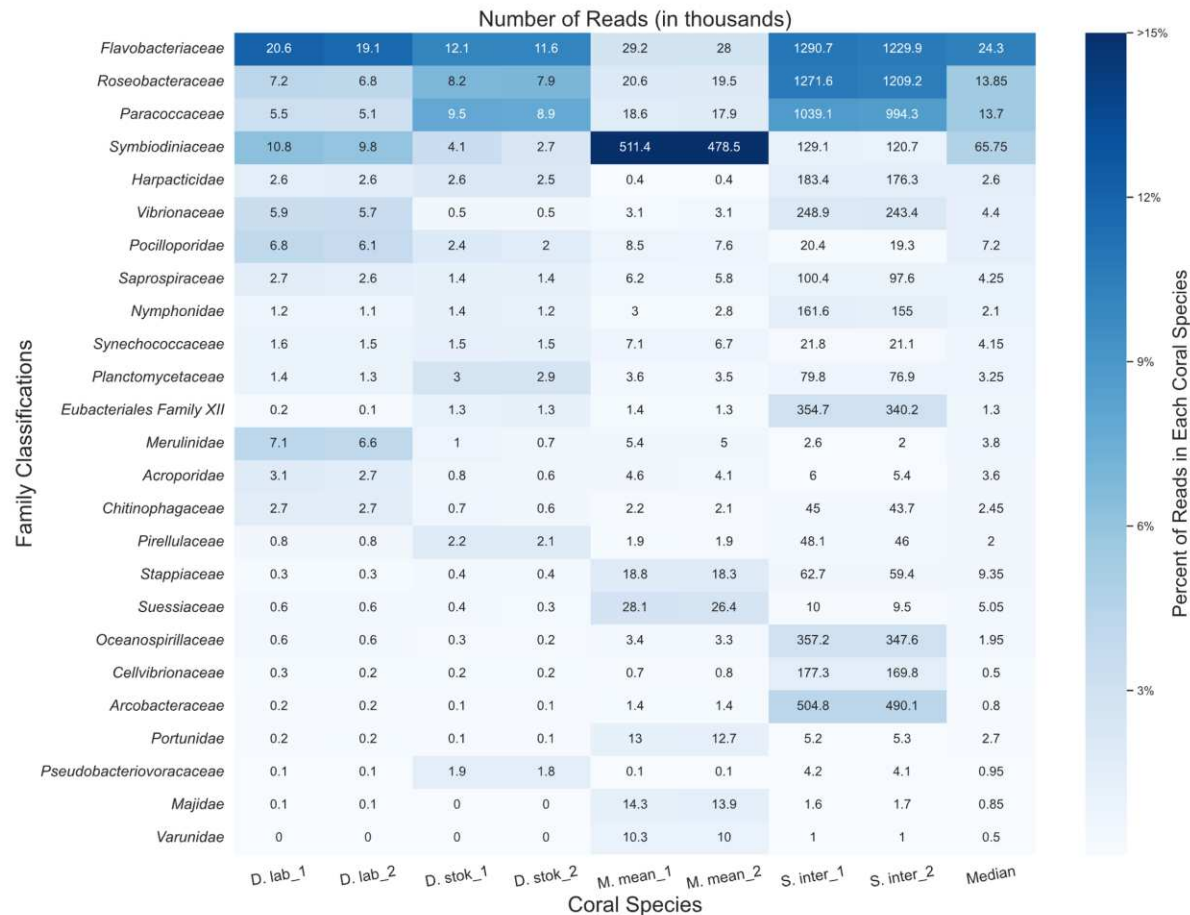 Number of Reads (in thousands)
Flavobacteriaceae 20.6 19.1 12.1 11.6 29.2 28 1290.7 1229.9 24.3
Roseobacteraceae 7.2 6.8 8.2 7.9 20.6 19.5 1271.6 1209.2 13.85
Paracoccaceae 5.5 5.1 9.5 8.9 18.6 17.9 1039.1 994.3 13.7
Symbiodiniaceae 10.8 9.8 4.1 2.7 511.4 478.5 129.1 120.7 65.75
Harpacticidae 2.6 2.6 2.6 2.5 0.4 0.4 183.4 176.3 2.6
Vibrionaceae 5.9 5.7 0.5 0.5 3.1 3.1 248.9 243.4 4.4
Pocilloporidae 6.8 6.1 2.4 2 8.5 7.6 20.4 19.3 7.2
Saprospiraceae 2.7 2.6 1.4 1.4 6.2 5.8 100.4 97.6 4.25
Nymphonidae 1.2 1.1 1.4 1.2 3 2.8 161.6 155 2.1
Synechococcaceae 1.6 1.5 1.5 1.5 7.1 6.7 21.8 21.1 4.15
Planctomycetaceae 1.4 1.3 3 2.9 3.6 3.5 79.8 76.9 3.25
Eubacteriales Family XII 0.2 0.1 1.3 1.3 1.4 1.3 354.7 340.2 1.3
Merulinidae 7.1 6.6 1 0.7 5.4 5 2.6 2 3.8
Acroporidae 3.1 2.7 0.8 0.6 4.6 4.1 6 5.4 3.6
Chitinophagaceae 2.7 2.7 0.7 0.6 2.2 2.1 45 43.7 2.45
Pirellulaceae 0.8 0.8 2.2 2.1 1.9 1.9 48.1 46 2
Stappiaceae 0.3 0.3 0.4 0.4 18.8 18.3 62.7 59.4 9.35
Suessiaceae 0.6 0.6 0.4 0.3 28.1 26.4 10 9.5 5.05
Oceanospirillaceae 0.6 0.6 0.3 0.2 3.4 3.3 357.2 347.6 1.95
Cellvibrionaceae 0.3 0.2 0.2 0.2 0.7 0.8 177.3 169.8 0.5
Arcobacteraceae 0.2 0.2 0.1 0.1 1.4 1.4 504.8 490.1 0.8
Portunidae 0.2 0.2 0.1 0.1 13 12.7 5.2 5.3 2.7
Pseudobacteriovoracaceae 0.1 0.1 1.9 1.8 0.1 0.1 4.2 4.1 0.95
Majidae 0.1 0.1 0 0 14.3 13.9 1.6 1.7 0.85
Varunidae 0 0 0 0 10.3 10 1 1 0.5
D. lab_1 D. lab_2 D. stok_1 D. stok_2 M. mean_1 M. mean_2 S. inter_1 S. inter_2 Median
Coral Species
Family Classifications
>15%
12%
9%
6%
3%
Percent of Reads in Each Coral Species